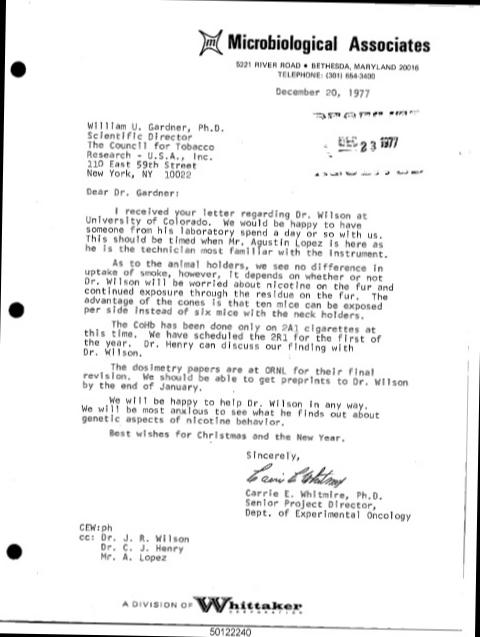 Microbiological Associates
5221 RIVER ROAD • BETHESDA, MARYLAND 20016
TELEPHONE: (301) 654-3400
December 20, 1977
DEC 23 1977
William U. Gardner, Ph.D.
Scientific Director
The Council for Tobacco
Research - U.S.A., Inc.
110 East 59th Street
New York, NY 10022
Dear Dr. Gardner:
I received your letter regarding Dr. Wilson at
University of Colorado. We would be happy to have
someone from his laboratory spend a day or so with us.
This should be timed when Mr. Agustin Lopez is here as
he is the technician most familiar with the instrument.
As to the animal holders, we see no difference in
uptake of smoke, however, it depends on whether or not
Dr. Wilson will be worried about nicotine on the fur and
continued exposure through the residue on the fur. The
advantage of the cones is that ten mice can be exposed
per side instead of six mice with the neck holders.
The CoHb has been done only on 2A1 cigarettes at
this time. We have scheduled the 2R1 for the first of
the year. Dr. Henry can discuss our finding with
Dr. Wilson.
The dosimetry papers are at ORNL for their final
revision. We should be able to get preprints to Dr. Wilson
by the end of January.
We will be happy to help Dr. Wilson in any way.
We will be most anxious to see what he finds out about
genetic aspects of nicotine behavior.
Best wishes for Christmas and the New Year.
Sincerely,
Carrie E. Whitmire
Carrie E. Whitmire, Ph.D.
Senior Project Director,
Dept. of Experimental Oncology
CEW:ph
cc: Dr. J. R. Wilson
Dr. C. J. Henry
Mr. A. Lopez
A DIVISION OF Whittaker
CORPORATION
50122240